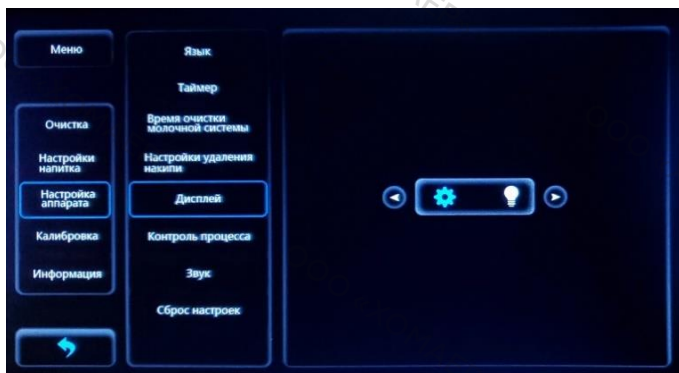 Меню
Очистка
Настройки
напитка
Настройка
аппарата
Калибровка
Информация
Язык
Таймер
Время очистки
молочной системы
Настройки удаления
накипи
Дисплей
Контроль процесса
Звук
Сброс настроек